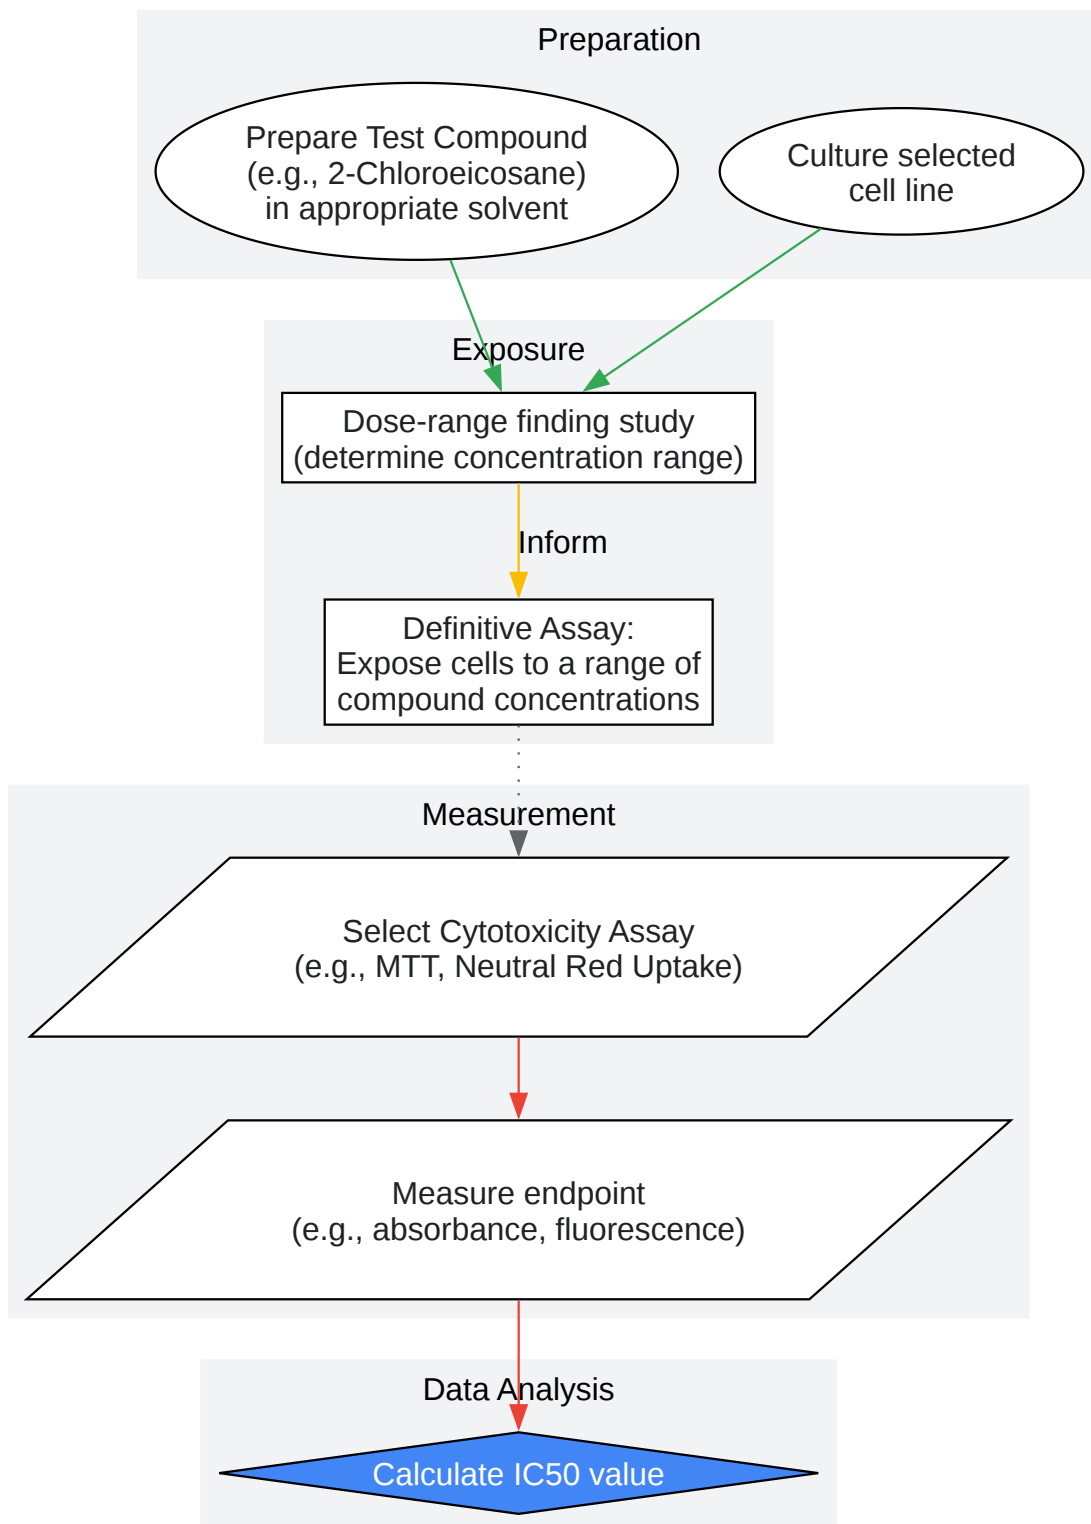 Preparation
Prepare Test Compound
(e.g., 2-Chloroeicosane)
in appropriate solvent
Culture selected
cell line
Exposure
Dose-range finding study
(determine concentration range)
Inform
Definitive Assay:
Expose cells to a range of
compound concentrations
Measurement
Select Cytotoxicity Assay
(e.g., MTT, Neutral Red Uptake)
Measure endpoint
(e.g., absorbance, fluorescence)
Data Analysis
Calculate IC50 value